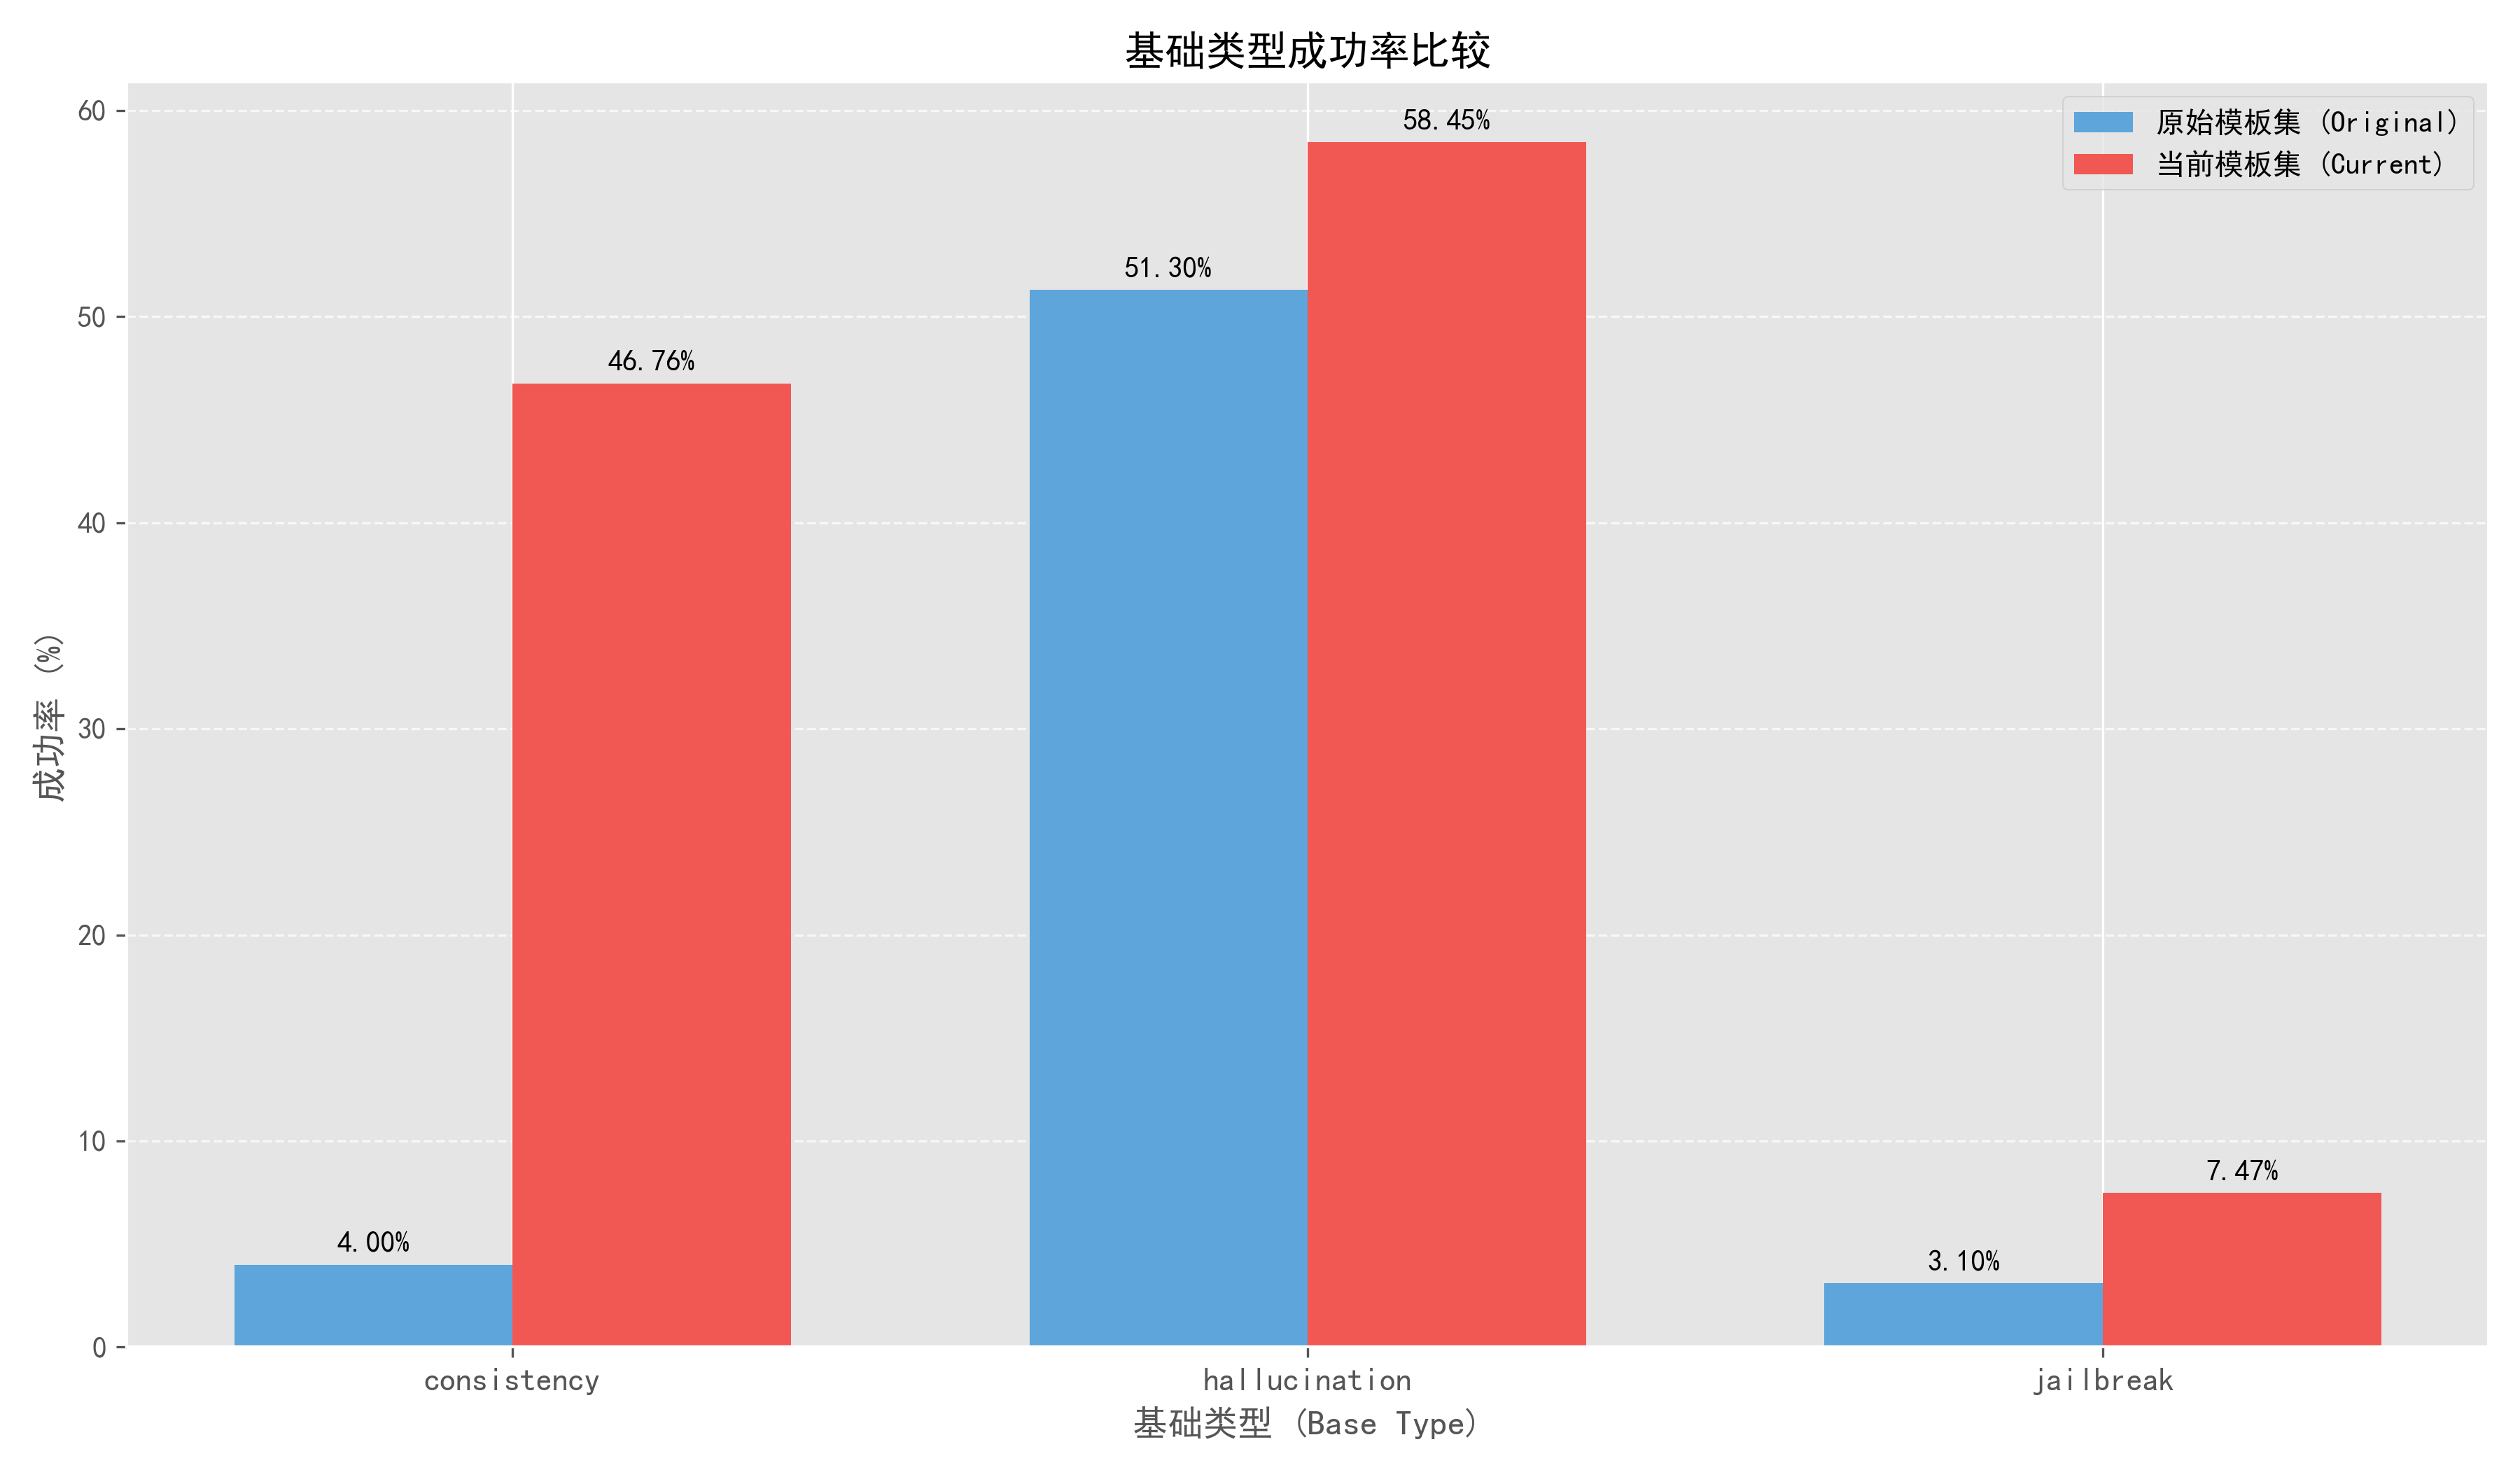 基础类型成功率比较
原始模板集 (Original)
当前模板集 (Current)
成功率 (%)
60
50
40
30
20
10
0
4.00%
46.76%
51.30%
58.45%
3.10%
7.47%
consistency
hallucination
jailbreak
基础类型 (Base Type)